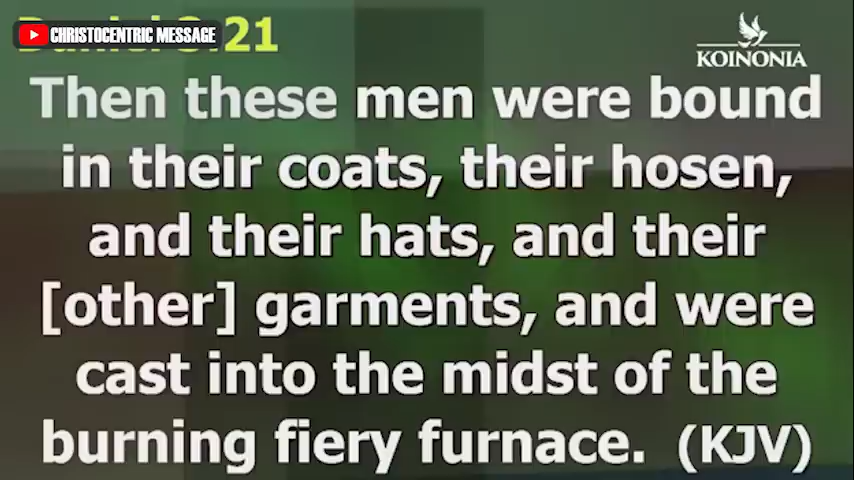 CHRISTOCENTRIC MESSAGE
:21
KOINONIA
Then these men were bound
in their coats, their hosen,
and their hats, and their
[other] garments, and were
cast into the midst of the
burning fiery furnace. (KJV)